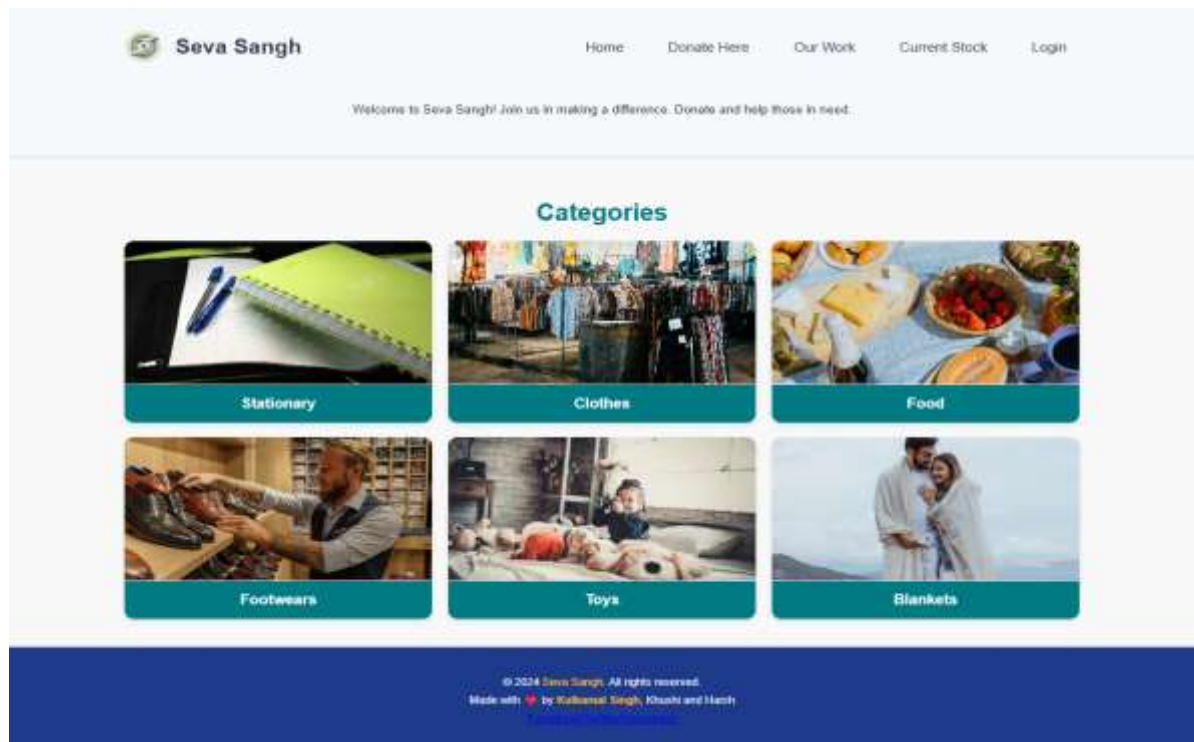 Seva Sangh
Home Donate Here Our Work Current Stock Login
Welcome to Seva Sangh! Join us in making a difference. Donate and help those in need.
Categories
Stationary Clothes Food
Footwears Toys Blankets
© 2024 Seva Sangh. All rights reserved.
Made with ❤ by Kulkamal Singh, Khushi and Harsh